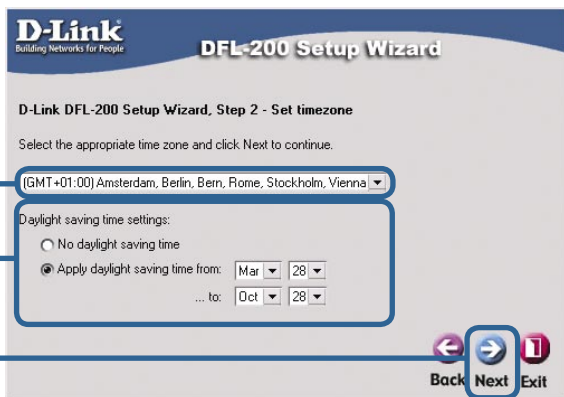 D-Link
Building Networks for People
DFL-200 Setup Wizard
D-Link DFL-200 Setup Wizard, Step 2 - Set timezone
Select the appropriate time zone and click Next to continue.
(GMT+01:00) Amsterdam, Berlin, Bern, Rome, Stockholm, Vienna
Daylight saving time settings:
No daylight saving time
Apply daylight saving time from: Mar 28
... to: Oct 28
Back Next Exit